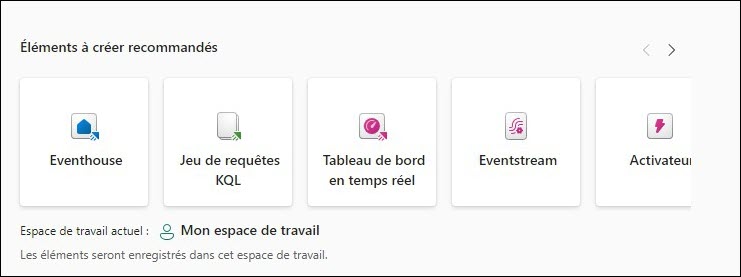 Éléments à créer recommandés
Eventhouse
Jeu de requêtes
KQL
Tableau de bord
en temps réel
Eventstream
Activateur
Espace de travail actuel :
Mon espace de travail
Les éléments seront enregistrés dans cet espace de travail.